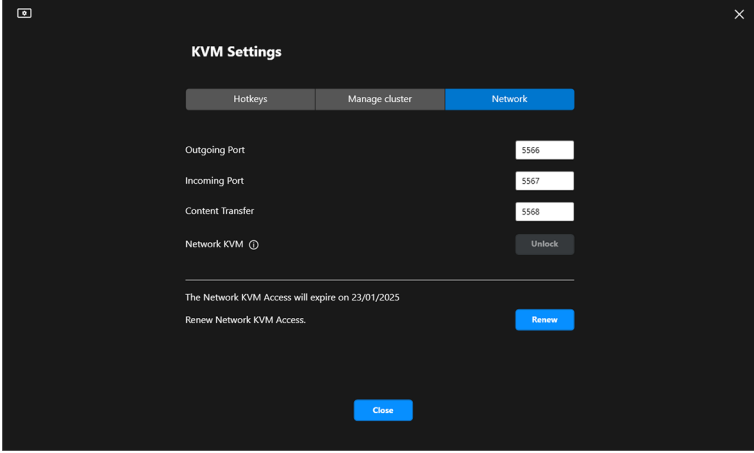 KVM Settings
Hotkeys Manage cluster Network
Outgoing Port 5566
Incoming Port 5567
Content Transfer 5568
Network KVM Unlock
The Network KVM Access will expire on 23/01/2025
Renew Network KVM Access. Renew
Close